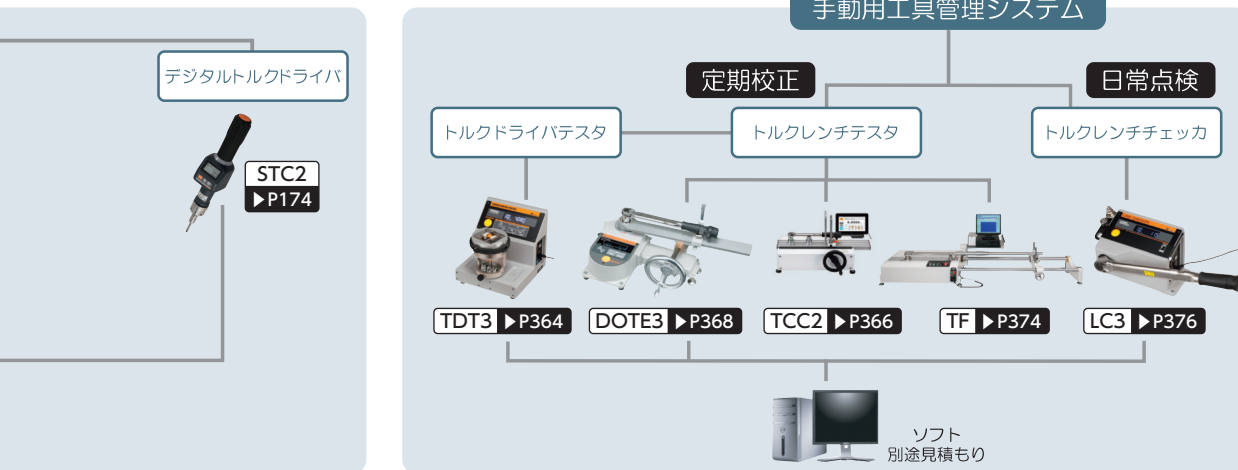 デジタルトルクドライバ
STC2
▶P174
手動用工具管理システム
定期校正
日常点検
トルクドライバテスタ
トルクレンチテスタ
トルクレンチチェッカ
TDT3 ▶P364
DOTE3 ▶P368
TCC2 ▶P366
TF ▶P374
LC3 ▶P376
ソフト
別途見積もり